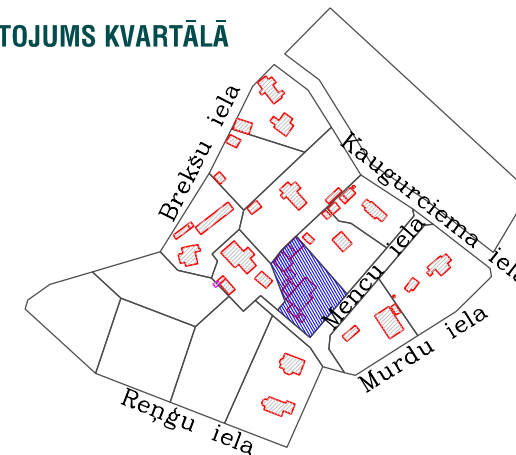 TOJUMS KVARTĀLĀ
Brekšu iela
Kaugurciema iela
Mencu iela
Murdu iela
Reņģu iela